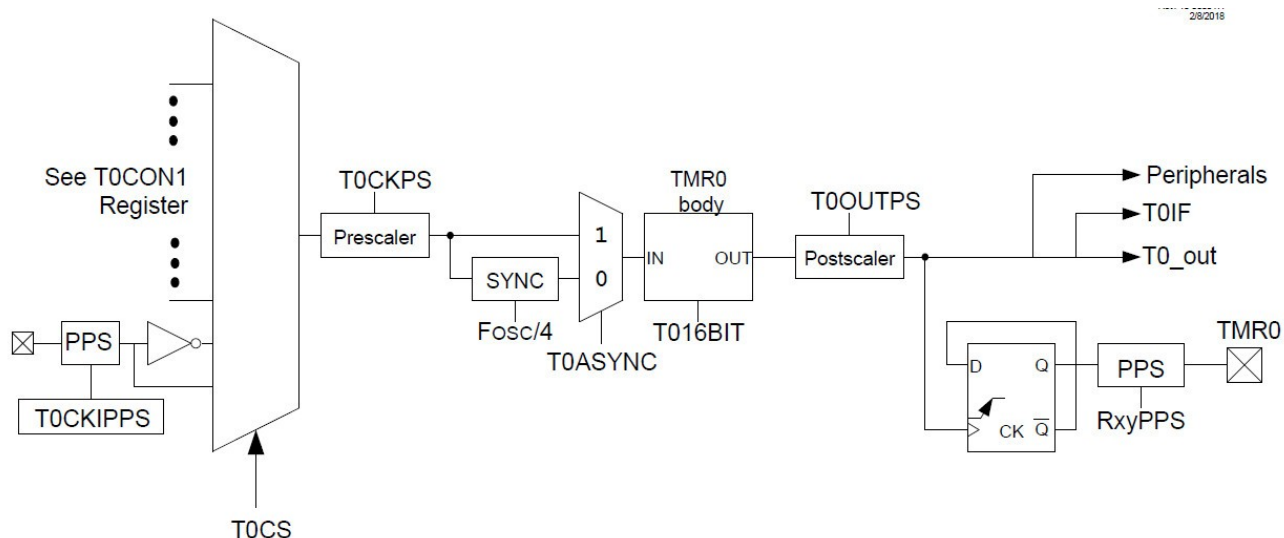 2/8/2018
See T0CON1
Register
T0CKPS
Prescaler
SYNC
Fosc/4
1
0
T0ASYNC
TMR0
body
IN
OUT
T016BIT
T0OUTPS
Postscaler
Peripherals
T0IF
T0_out
PPS
T0CKIPPS
T0CS
D
Q
CK
Q
PPS
RxyPPS
TMR0